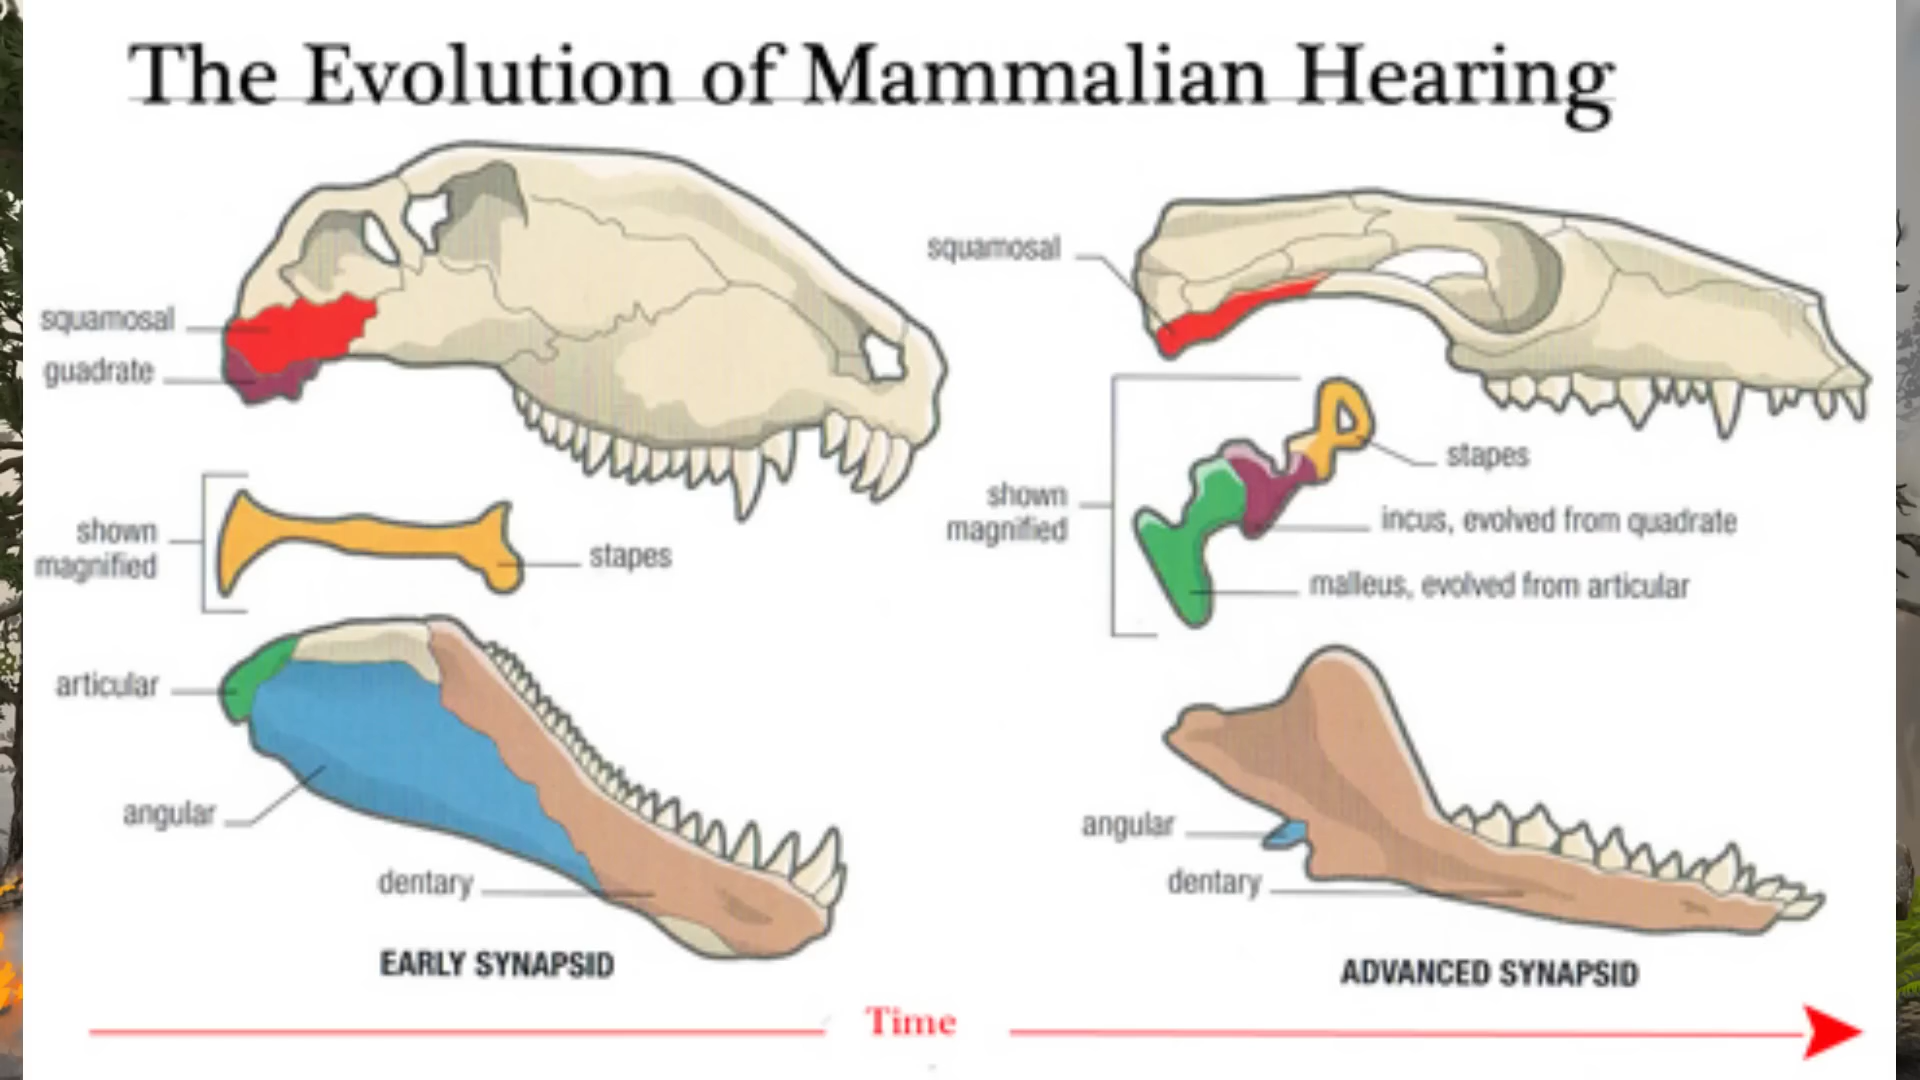 The Evolution of Mammalian Hearing
squamosal
guadrate
shown
magnified
stapes
articular
angular
dentary
EARLY SYNAPSID
squamosal
stapes
shown
magnified
incus, evolved from quadrate
malleus, evolved from articular
angular
dentary
ADVANCED SYNAPSID
Time